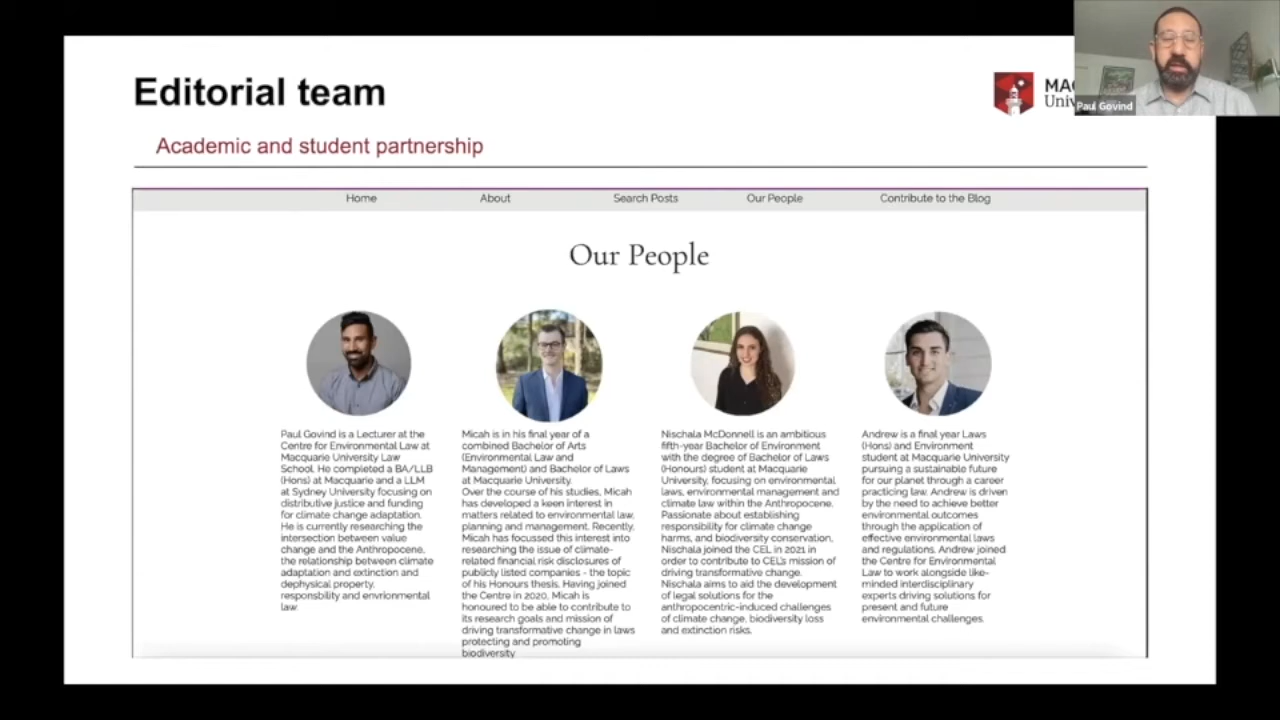 Editorial team
MAC
Univ
Paul Govind
Academic and student partnership
Home About Search Posts Our People Contribute to the Blog
Our People
Paul Govind is a Lecturer at the
Centre for Environmental Law at
Macquarie University Law
School. He completed a BA/LLB
(Hons) at Macquarie and a LLM
at Sydney University focusing on
distributive justice and funding
for climate change adaptation.
He is currently researching the
intersection between value
change and the Anthropocene,
the relationship between climate
adaptation and extinction and
dephysical property,
responsbility and envrionmental
law
Micah is in his final year of a
combined Bachelor of Arts
(Environmental Law and
Management) and Bachelor of Laws
at Macquarie University.
Over the course of his studies, Micah
has developed a keen interest in
matters related to environmental law,
planning and management. Recently,
Micah has focussed this interest into
researching the issue of climate-
related financial risk disclosures of
publicly listed companies - the topic
of his Honours thesis. Having joined
the Centre in 2020, Micah is
honoured to be able to contribute to
its research goals and mission of
driving transformative change in laws
protecting and promoting
biodiversity
Nischala McDonnell is an ambitious
fifth-year Bachelor of Environment
with the degree of Bachelor of Laws
(Honours) student at Macquarie
University, focusing on environmental
laws, environmental management and
climate law within the Anthropocene.
Passionate about establishing
responsibility for climate change
harms, and biodiversity conservation,
Nischala joined the CEL in 2021 in
order to contribute to CEL's mission of
driving transformative change.
Nischala aims to aid the development
of legal solutions for the
anthropocentric-induced challenges
of climate change, biodiversity loss
and extinction risks.
Andrew is a final year Laws
(Hons) and Environment
student at Macquarie University
pursuing a sustainable future
for our planet through a career
practicing law. Andrew is driven
by the need to achieve better
environmental outcomes
through the application of
effective environmental laws
and regulations. Andrew joined
the Centre for Environmental
Law to work alongside like-
minded interdisciplinary
experts driving solutions for
present and future
environmental challenges.